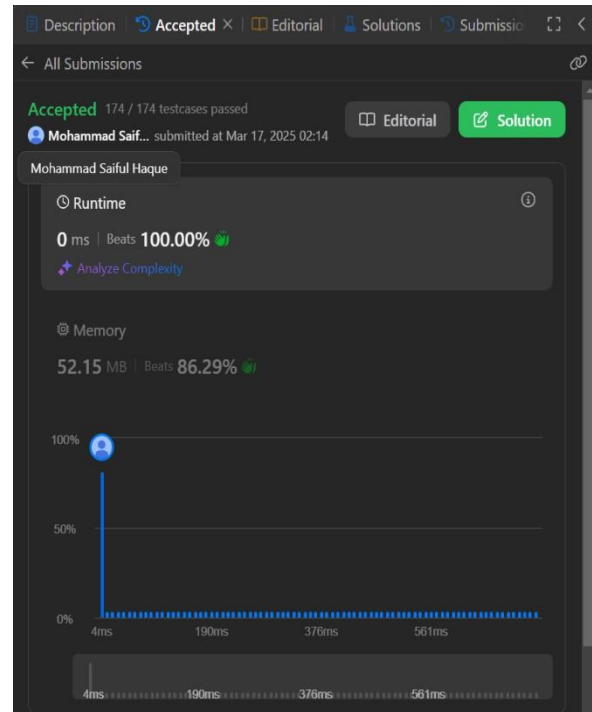 Description Accepted × Editorial Solutions Submissio
← All Submissions
Accepted 174 / 174 testcases passed
Mohammad Saif... submitted at Mar 17, 2025 02:14
Editorial Solution
Mohammad Saiful Haque
Runtime
0 ms | Beats 100.00%
Analyze Complexity
Memory
52.15 MB | Beats 86.29%
100%
50%
0%
4ms 190ms 376ms 561ms
4ms 190ms 376ms 561ms